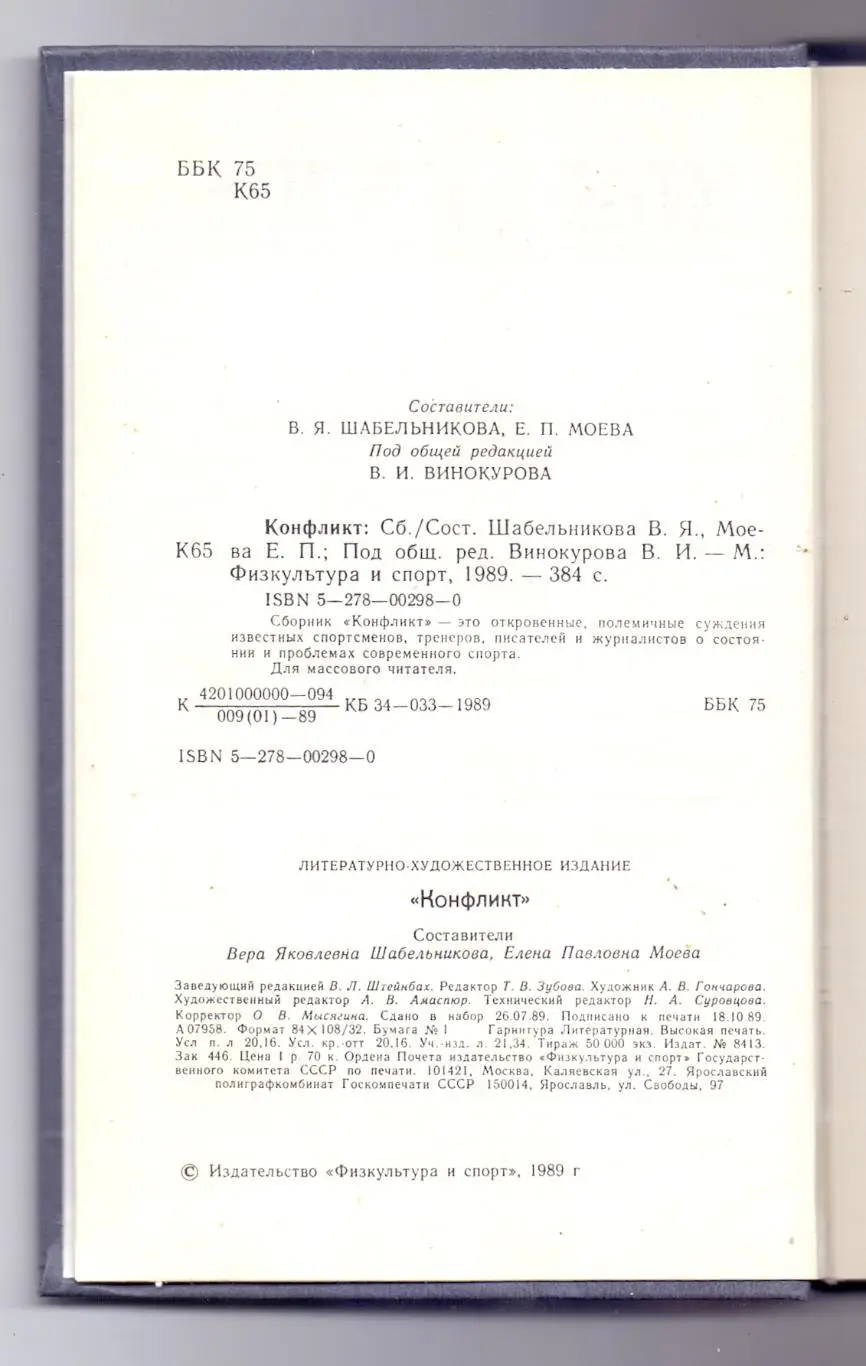 ББК 75
К65
Составители:
В. Я. ШАБЕЛЬНИКОВА, Е. П. МОЕВА
Под общей редакцией
В. И. ВИНОКУРОВА
Конфликт: Сб./Сост. Шабельникова В. Я., Мое-
К65 ва Е. П.; Под общ. ред. Винокурова В. И. — М.:
Физкультура и спорт, 1989. — 384 с.
ISBN 5—278—00298—0
Сборник «Конфликт» — это откровенные, полемичные суждения
известных спортсменов, тренеров, писателей и журналистов о состоя-
нии и проблемах современного спорта.
Для массового читателя.
4201000000—094
К КБ 34—033—1989 ББК 75
009(01)—89
ISBN 5—278—00298—0
ЛИТЕРАТУРНО-ХУДОЖЕСТВЕННОЕ ИЗДАНИЕ
«Конфликт»
Составители
Вера Яковлевна Шабельникова, Елена Павловна Моева
Заведующий редакцией В. Л. Штейнбах. Редактор Т. В. Зубова. Художник А. В. Гончарова.
Художественный редактор А. В. Амаспюр. Технический редактор Н. А. Суровцова.
Корректор О В. Мысягина. Сдано в набор 26.07.89. Подписано к печати 18.10 89.
А07958. Формат 84×108/32. Бумага № 1 Гарнитура Литературная. Высокая печать.
Усл п. л 20,16. Усл. кр.-отт 20,16. Уч.-изд. л. 21,34. Тираж 50 000 экз. Издат. № 8413.
Зак 446. Цена 1 р 70 к. Ордена Почета издательство «Физкультура и спорт» Государст-
венного комитета СССР по печати. 101421, Москва, Каляевская ул., 27. Ярославский
полиграфкомбинат Госкомпечати СССР 150014, Ярославль, ул. Свободы, 97
© Издательство «Физкультура и спорт», 1989 г